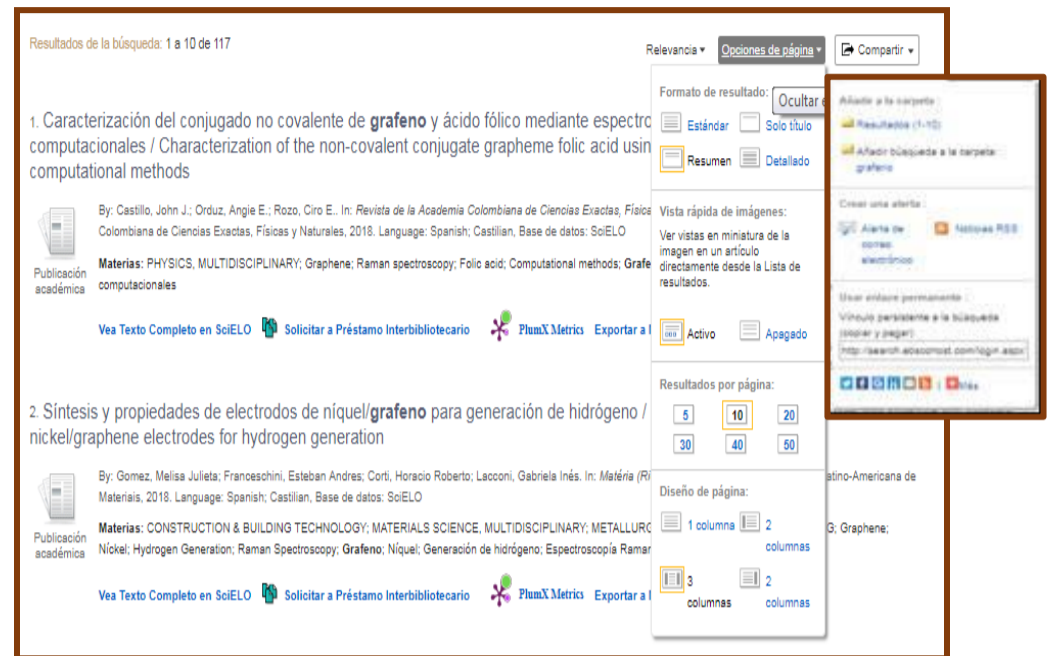 Resultados de la búsqueda: 1 a 10 de 117
Relevancia
Opciones de página
Compartir
1. Caracterización del conjugado no covalente de grafeno y ácido fólico mediante espectro
computacionales / Characterization of the non-covalent conjugate grapheme folic acid usin
computational methods
By: Castillo, John J.; Orduz, Angie E.; Rozo, Ciro E.. In: Revista de la Academia Colombiana de Ciencias Exactas, Física
Colombiana de Ciencias Exactas, Físicas y Naturales, 2018. Language: Spanish; Castilian, Base de datos: SciELO
Publicación
académica
Materias: PHYSICS, MULTIDISCIPLINARY; Graphene; Raman spectroscopy; Folic acid; Computational methods; Grafe
computacionales
Vea Texto Completo en SciELO Solicitar a Préstamo Interbibliotecario PlumX Metrics Exportar a
2. Síntesis y propiedades de electrodos de níquel/grafeno para generación de hidrógeno /
nickel/graphene electrodes for hydrogen generation
By: Gomez, Melisa Julieta; Franceschini, Esteban Andres; Corti, Horacio Roberto; Lacconi, Gabriela Inés. In: Matéria (Ri
atino-Americana de
Materiais, 2018. Language: Spanish; Castilian, Base de datos: SciELO
Publicación
académica
Materias: CONSTRUCTION & BUILDING TECHNOLOGY; MATERIALS SCIENCE, MULTIDISCIPLINARY; METALLURG
G; Graphene;
Níckel; Hydrogen Generation; Raman Spectroscopy; Grafeno; Níquel; Generación de hidrógeno; Espectroscopía Raman
Vea Texto Completo en SciELO Solicitar a Préstamo Interbibliotecario PlumX Metrics Exportar a
Formato de resultado:
Ocultar
Estándar Solo título
Resumen Detallado
Vista rápida de imágenes:
Ver vistas en miniatura de la
imagen en un artículo
directamente desde la Lista de
resultados.
Activo Apagado
Resultados por página:
5 10 20
30 40 50
Diseño de página:
1 columna 2
columnas
3 2
columnas columnas
Añadir a la carpeta:
Resultados (1-10)
Añadir búsqueda a la carpeta:
grafeno
Crear una alerta:
Alerta de Noticias RSS
correo
electrónico
Usar enlace permanente:
Vínculo persistente a la búsqueda
(copiar y pegar)
http://search.ebscohost.com/login.aspx
Más